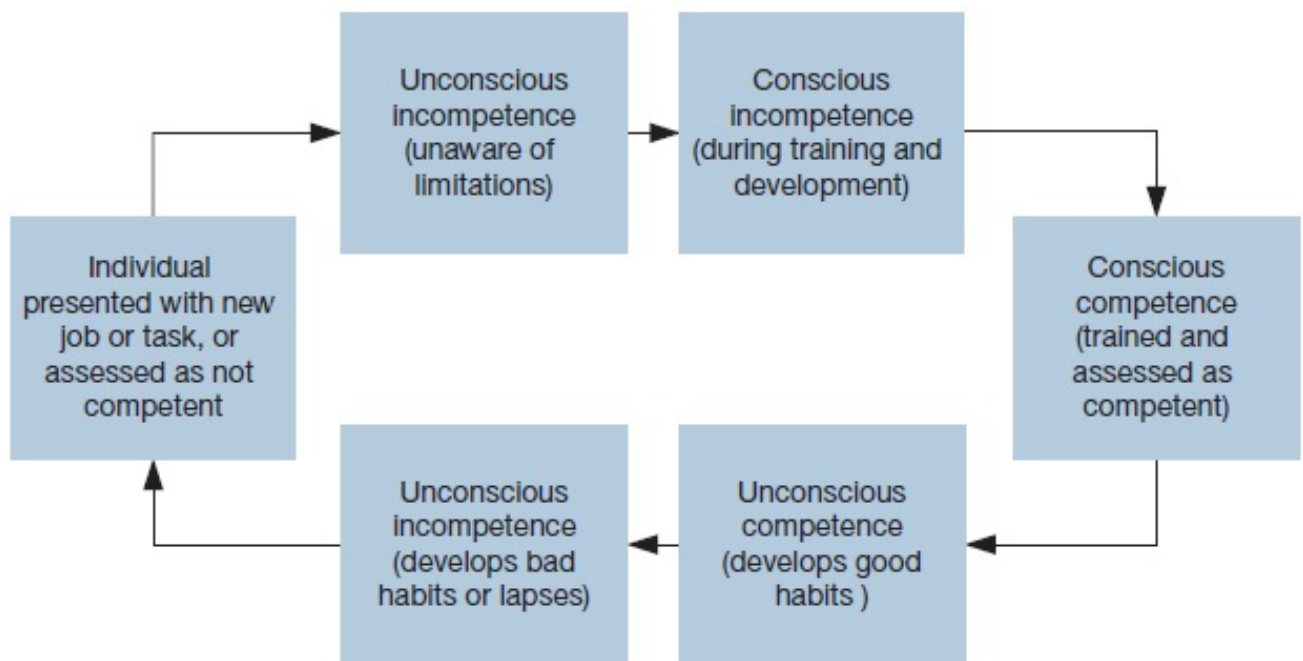 Unconscious
incompetence
(unaware of
limitations)
Conscious
incompetence
(during training and
development)
Individual
presented with new
job or task, or
assessed as not
competent
Conscious
competence
(trained and
assessed as
competent)
Unconscious
incompetence
(develops bad
habits or lapses)
Unconscious
competence
(develops good
habits )